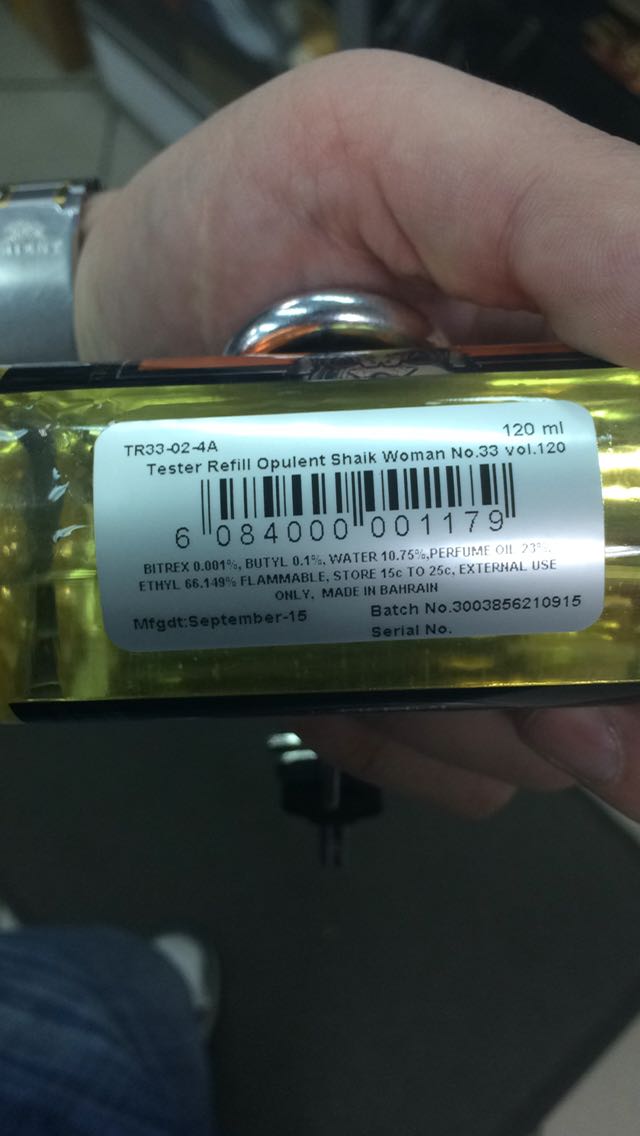 TR33-02-4A
120 ml
Tester Refill Opulent Shaik Woman No.33 vol.120
6 084000 001179
BITREX 0.001%, BUTYL 0.1%, WATER 10.75%,PERFUME OIL 23%,
ETHYL 66.149% FLAMMABLE, STORE 15c TO 25c, EXTERNAL USE
ONLY, MADE IN BAHRAIN
Mfgdt:September-15
Batch No.3003856210915
Serial No.